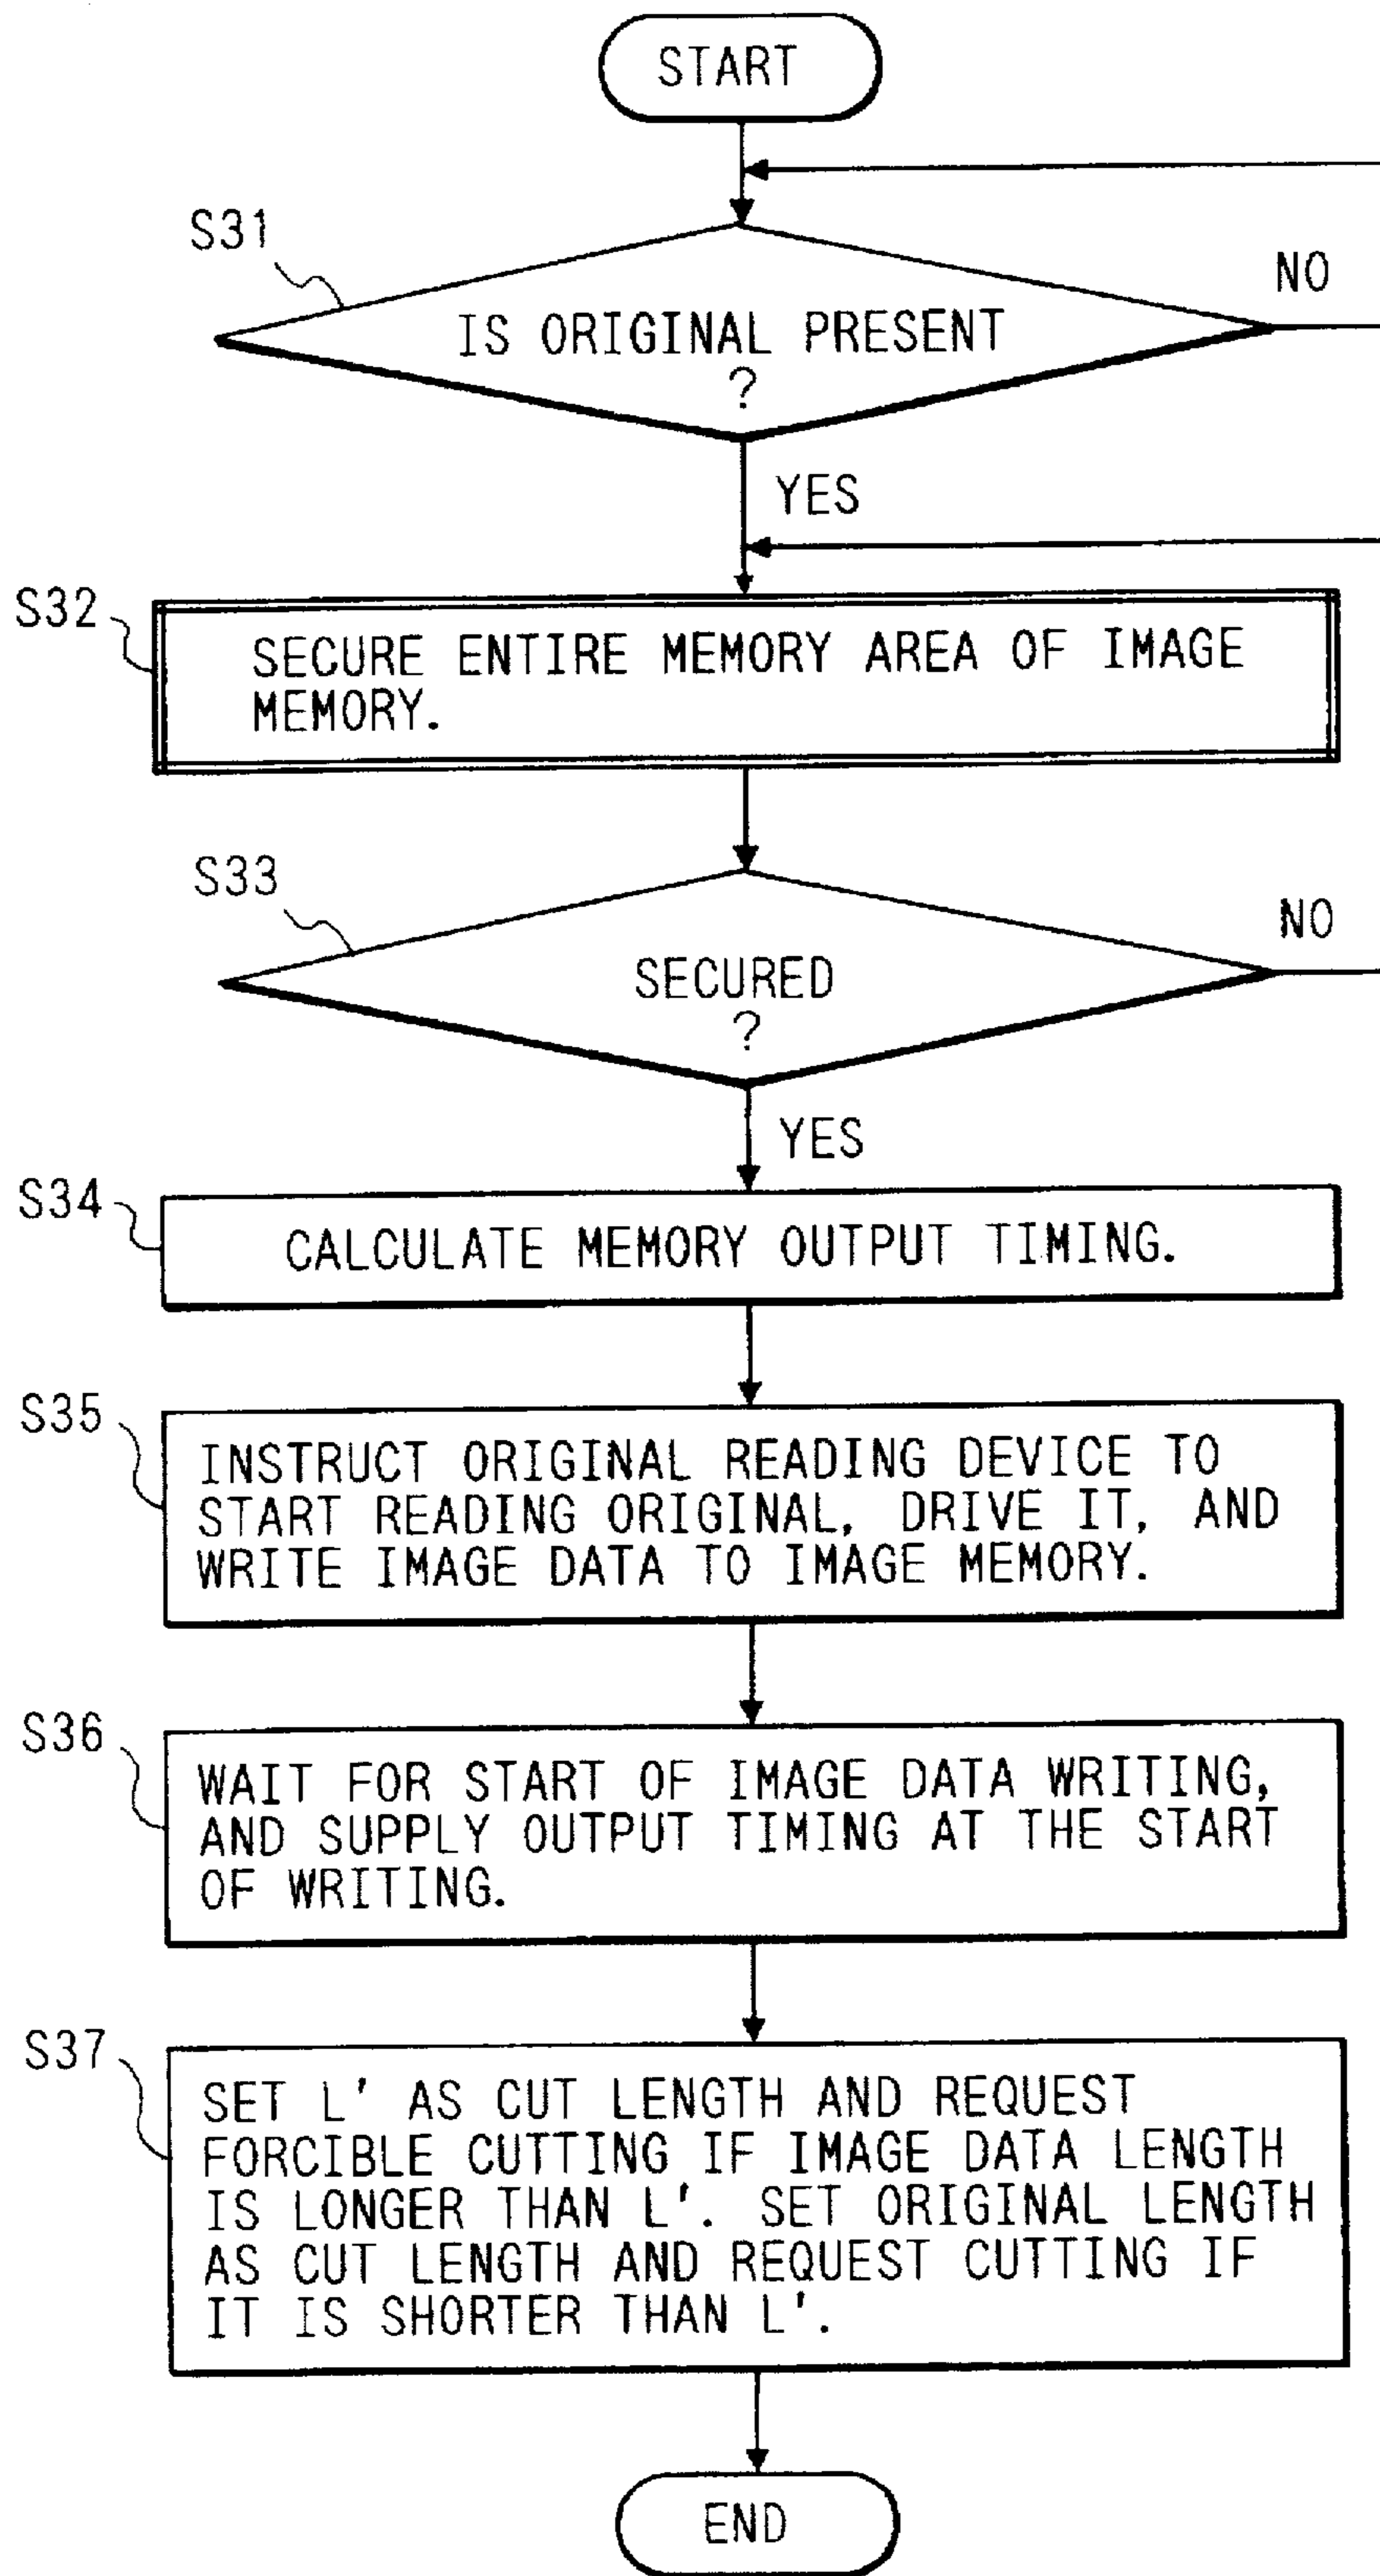 START
S31
NO
IS ORIGINAL PRESENT
?
YES
S32
SECURE ENTIRE MEMORY AREA OF IMAGE
MEMORY.
S33
NO
SECURED
?
YES
S34
CALCULATE MEMORY OUTPUT TIMING.
S35
INSTRUCT ORIGINAL READING DEVICE TO
START READING ORIGINAL, DRIVE IT, AND
WRITE IMAGE DATA TO IMAGE MEMORY.
S36
WAIT FOR START OF IMAGE DATA WRITING,
AND SUPPLY OUTPUT TIMING AT THE START
OF WRITING.
S37
SET L' AS CUT LENGTH AND REQUEST
FORCIBLE CUTTING IF IMAGE DATA LENGTH
IS LONGER THAN L'. SET ORIGINAL LENGTH
AS CUT LENGTH AND REQUEST CUTTING IF
IT IS SHORTER THAN L'.
END